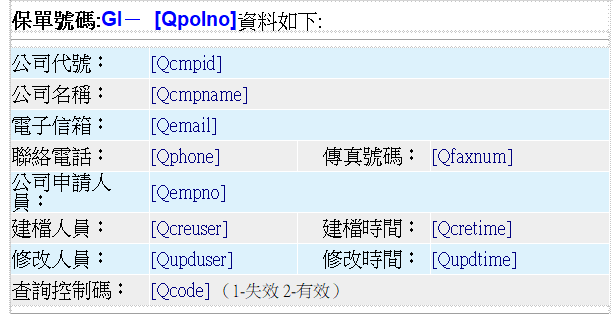 保單號碼:GI－ [Qpolno]資料如下:
公司代號： [Qcmpid]
公司名稱： [Qcmpname]
電子信箱： [Qemail]
聯絡電話： [Qphone] 傳真號碼： [Qfaxnum]
公司申請人
員： [Qempno]
建檔人員： [Qcreuser] 建檔時間： [Qcretime]
修改人員： [Qupduser] 修改時間： [Qupdtime]
查詢控制碼： [Qcode]（1-失效 2-有效）